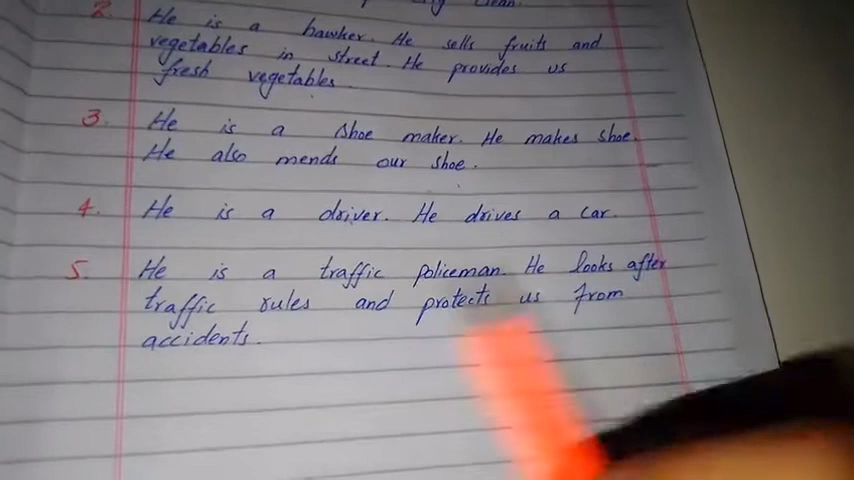 clean.
2. He is a hawker. He sells fruits and
vegetables in street. He provides us
fresh vegetables.
3. He is a shoe maker. He makes shoe.
He also mends our shoe.
4. He is a driver. He drives a car.
5. He is a traffic policeman. He looks after
traffic rules and protects us from
accidents.